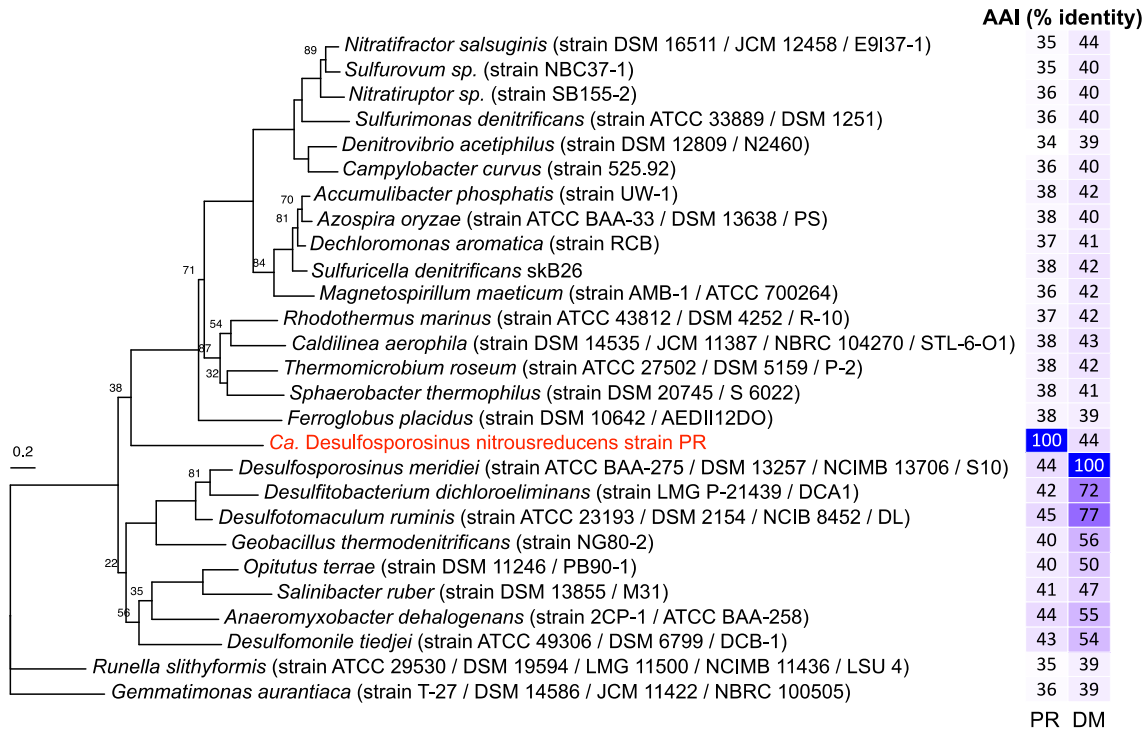 AAI (% identity)
89 Nitratifractor salsuginis (strain DSM 16511 / JCM 12458 / E9I37-1) 35 44
Sulfurovum sp. (strain NBC37-1) 35 40
Nitratiruptor sp. (strain SB155-2) 36 40
Sulfurimonas denitrificans (strain ATCC 33889 / DSM 1251) 36 40
Denitrovibrio acetiphilus (strain DSM 12809 / N2460) 34 39
Campylobacter curvus (strain 525.92) 36 40
70 Accumulibacter phosphatis (strain UW-1) 38 42
81 Azospira oryzae (strain ATCC BAA-33 / DSM 13638 / PS) 38 40
Dechloromonas aromatica (strain RCB) 37 41
84 Sulfuricella denitrificans skB26 38 42
71 Magnetospirillum maeticum (strain AMB-1 / ATCC 700264) 36 42
54 Rhodothermus marinus (strain ATCC 43812 / DSM 4252 / R-10) 37 42
87 Caldilinea aerophila (strain DSM 14535 / JCM 11387 / NBRC 104270 / STL-6-O1) 38 43
32 Thermomicrobium roseum (strain ATCC 27502 / DSM 5159 / P-2) 38 42
38 Sphaerobacter thermophilus (strain DSM 20745 / S 6022) 38 41
Ferroglobus placidus (strain DSM 10642 / AEDII12DO) 38 39
Ca. Desulfosporosinus nitrousreducens strain PR 100 44
0.2
81 Desulfosporosinus meridiei (strain ATCC BAA-275 / DSM 13257 / NCIMB 13706 / S10) 44 100
Desulfitobacterium dichloroeliminans (strain LMG P-21439 / DCA1) 42 72
Desulfotomaculum ruminis (strain ATCC 23193 / DSM 2154 / NCIB 8452 / DL) 45 77
Geobacillus thermodenitrificans (strain NG80-2) 40 56
22 Opitutus terrae (strain DSM 11246 / PB90-1) 40 50
35 Salinibacter ruber (strain DSM 13855 / M31) 41 47
56 Anaeromyxobacter dehalogenans (strain 2CP-1 / ATCC BAA-258) 44 55
Desulfomonile tiedjei (strain ATCC 49306 / DSM 6799 / DCB-1) 43 54
Runella slithyformis (strain ATCC 29530 / DSM 19594 / LMG 11500 / NCIMB 11436 / LSU 4) 35 39
Gemmatimonas aurantiaca (strain T-27 / DSM 14586 / JCM 11422 / NBRC 100505) 36 39
PR DM